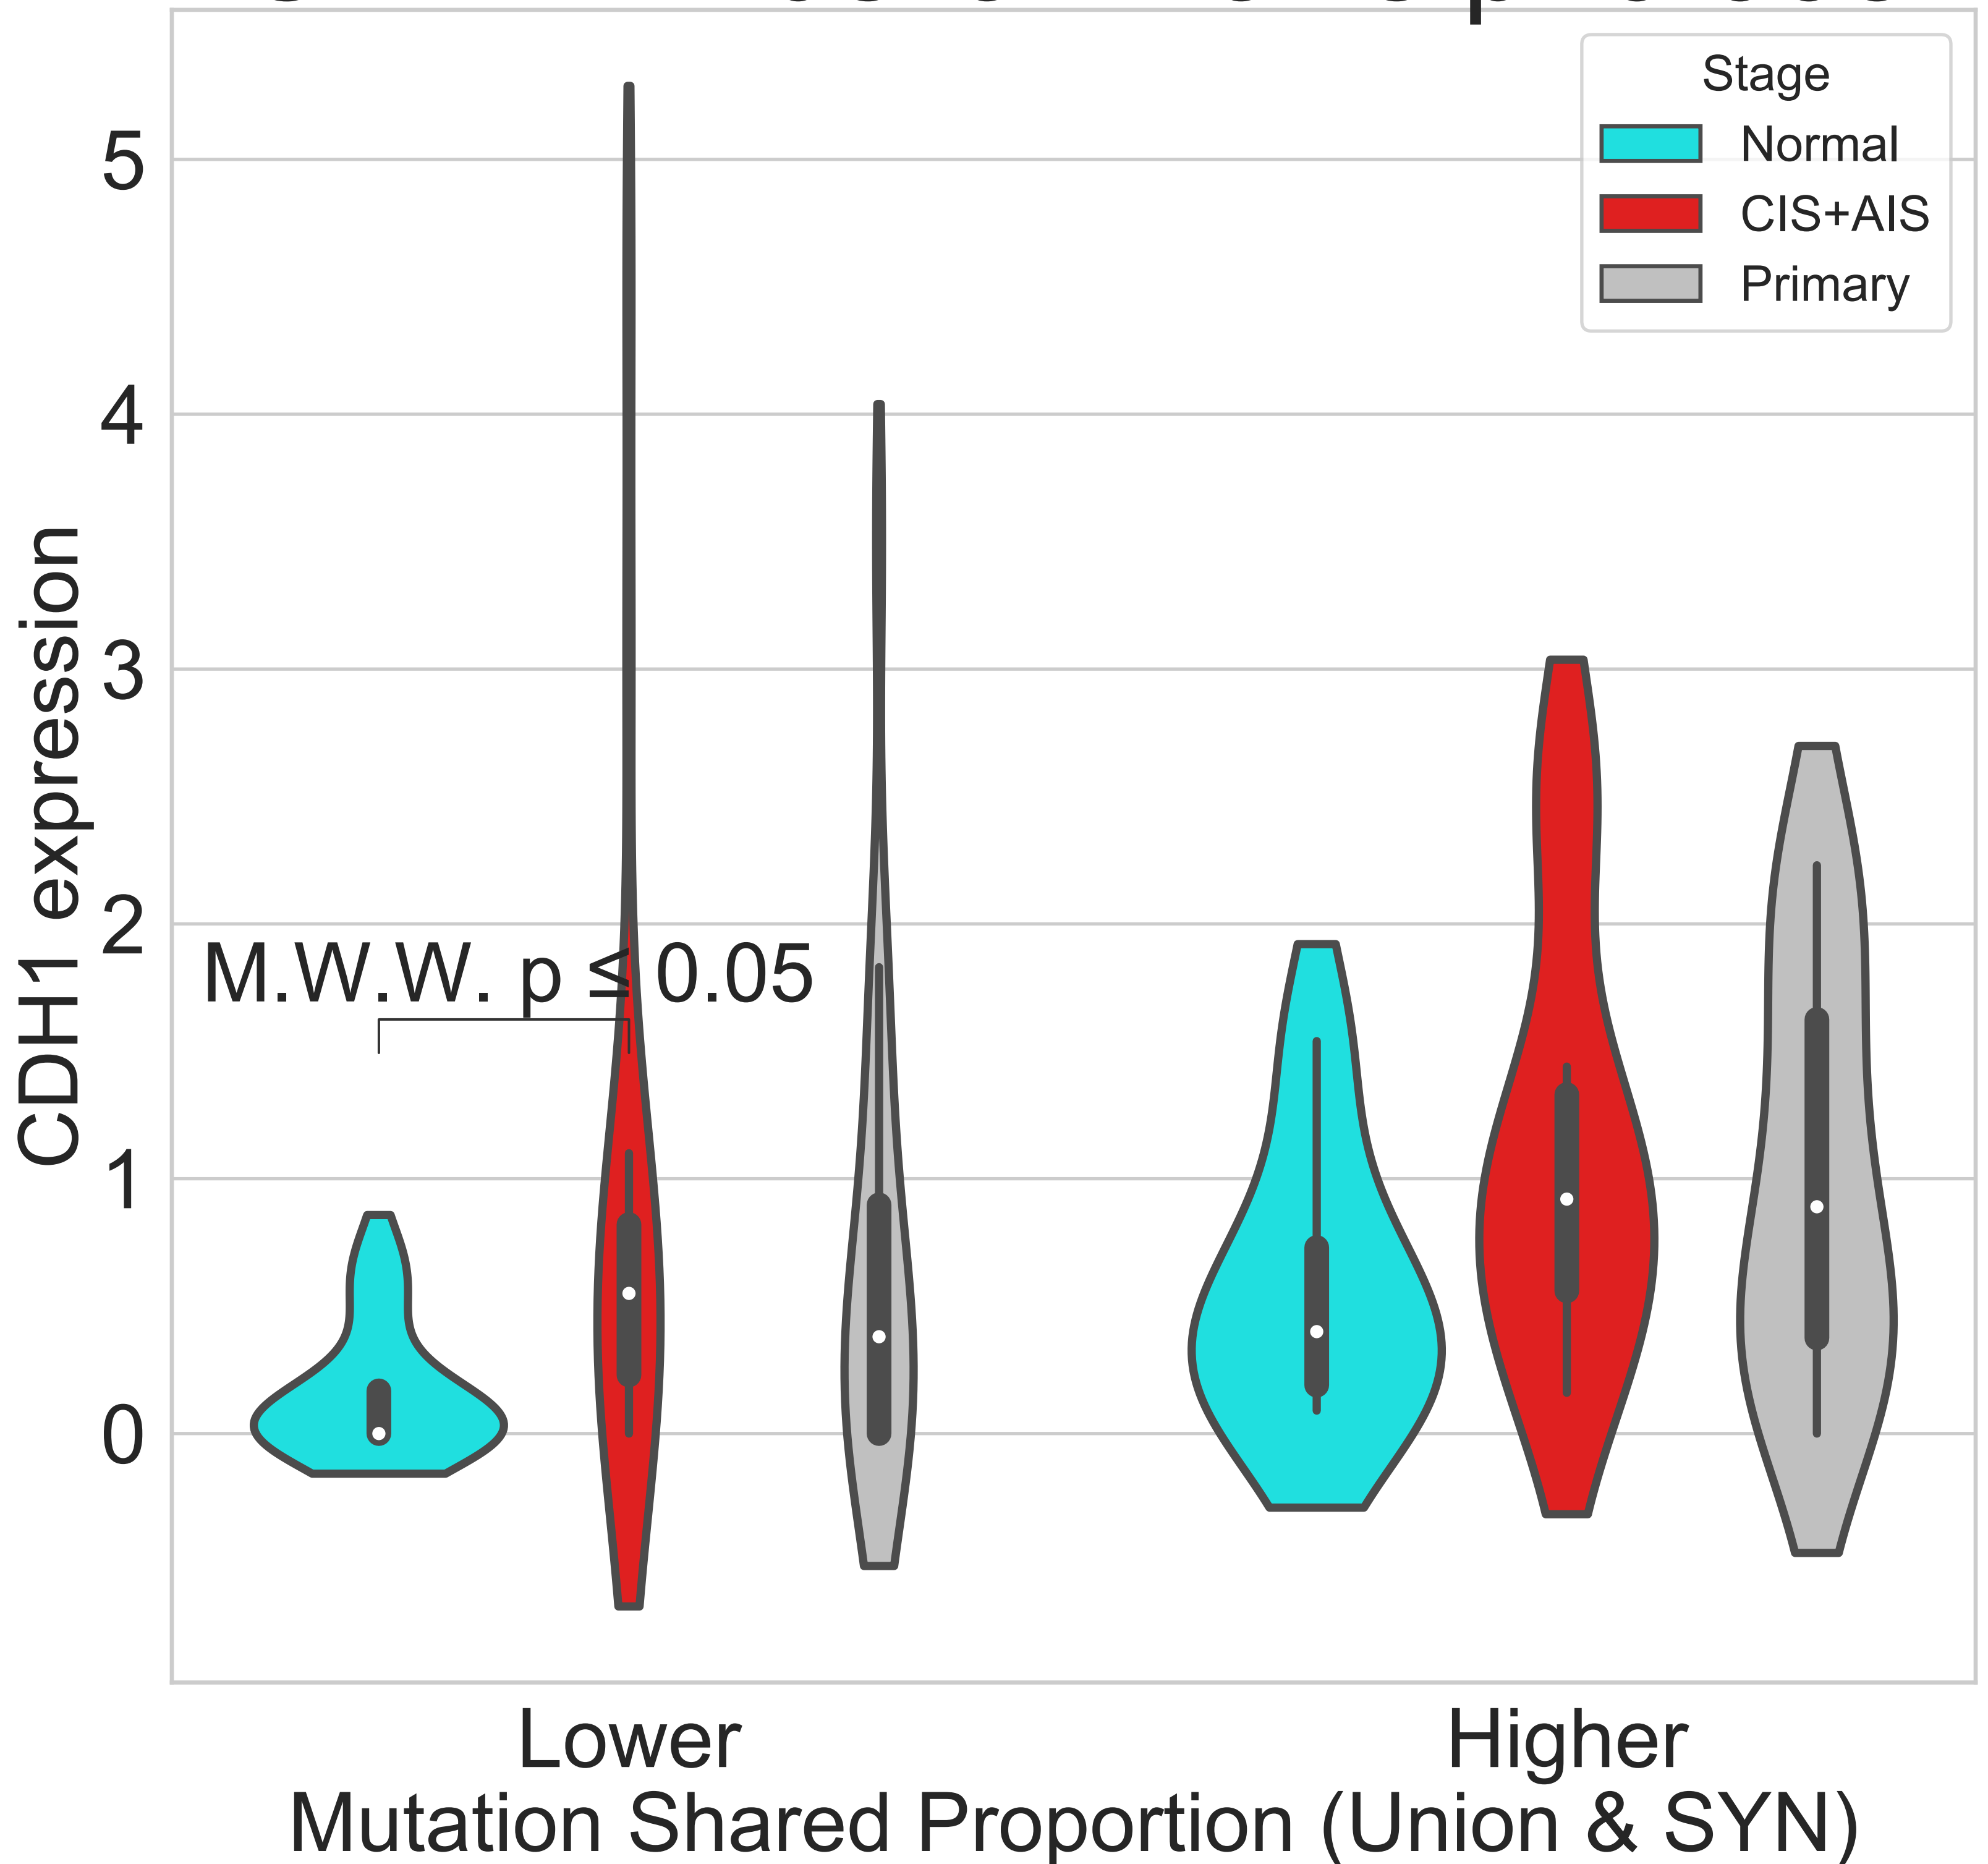 Stage
Normal
CIS+AIS
Primary
5
4
3
2
1
0
CDH1 expression
M.W.W. p ≤ 0.05
Lower
Higher
Mutation Shared Proportion (Union & SYN)